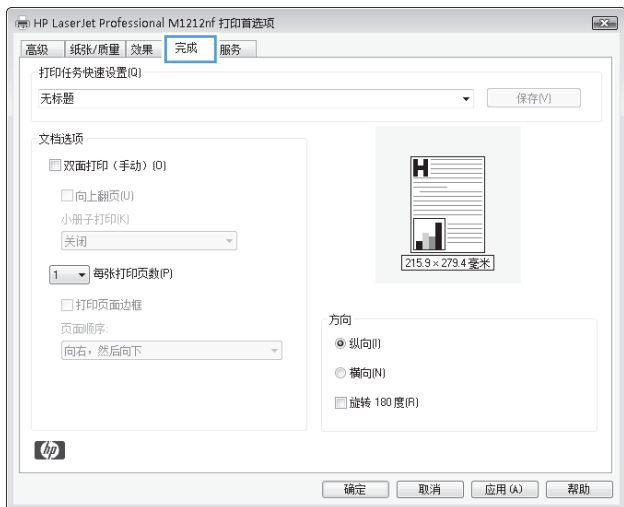 HP LaserJet Professional M1212nf 打印首选项
高级 纸张/质量 效果 完成 服务
打印任务快速设置(Q)
无标题 保存(V)
文档选项
双面打印（手动）(O)
向上翻页(U)
小册子打印(K)
关闭
1 每张打印页数(P)
打印页面边框
页面顺序:
向右，然后向下
H
215.9 × 279.4 毫米
方向
纵向(I)
横向(N)
旋转 180 度(R)
hp
确定 取消 应用 (A) 帮助